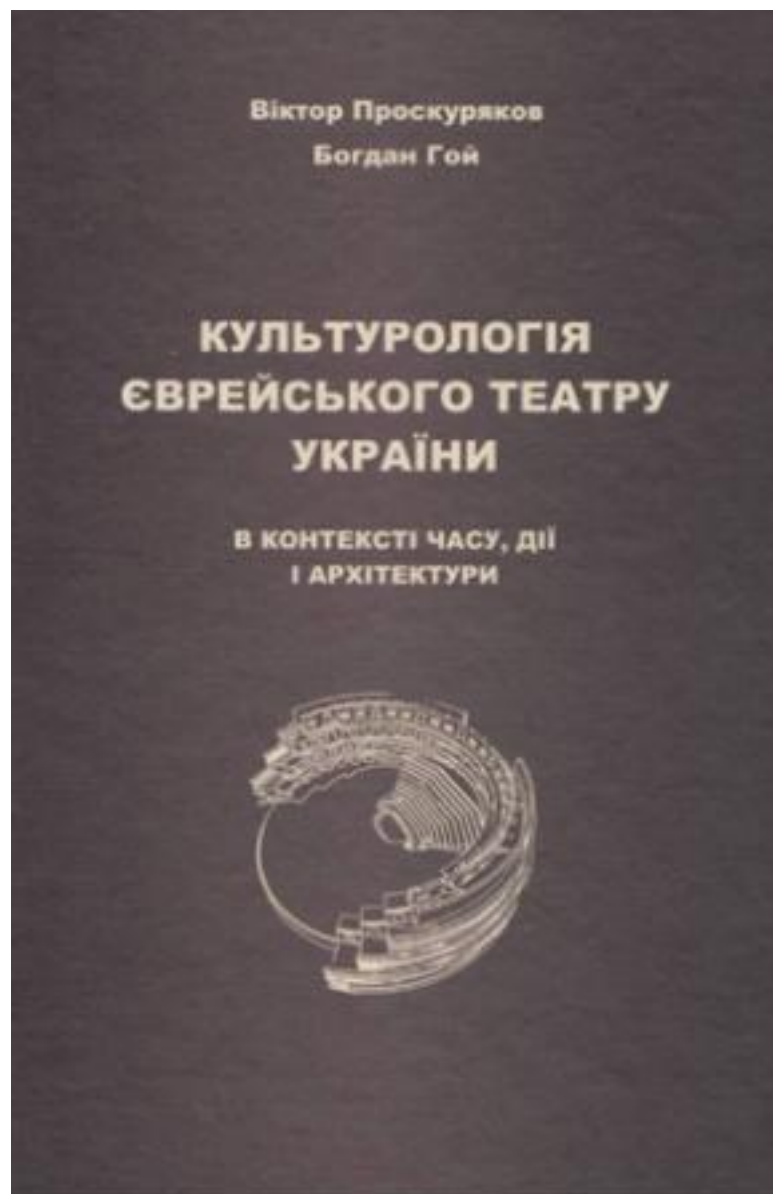 Віктор Проскуряков
Богдан Гой
КУЛЬТУРОЛОГІЯ
ЄВРЕЙСЬКОГО ТЕАТРУ
УКРАЇНИ
В КОНТЕКСТІ ЧАСУ, ДІЇ
І АРХІТЕКТУРИ